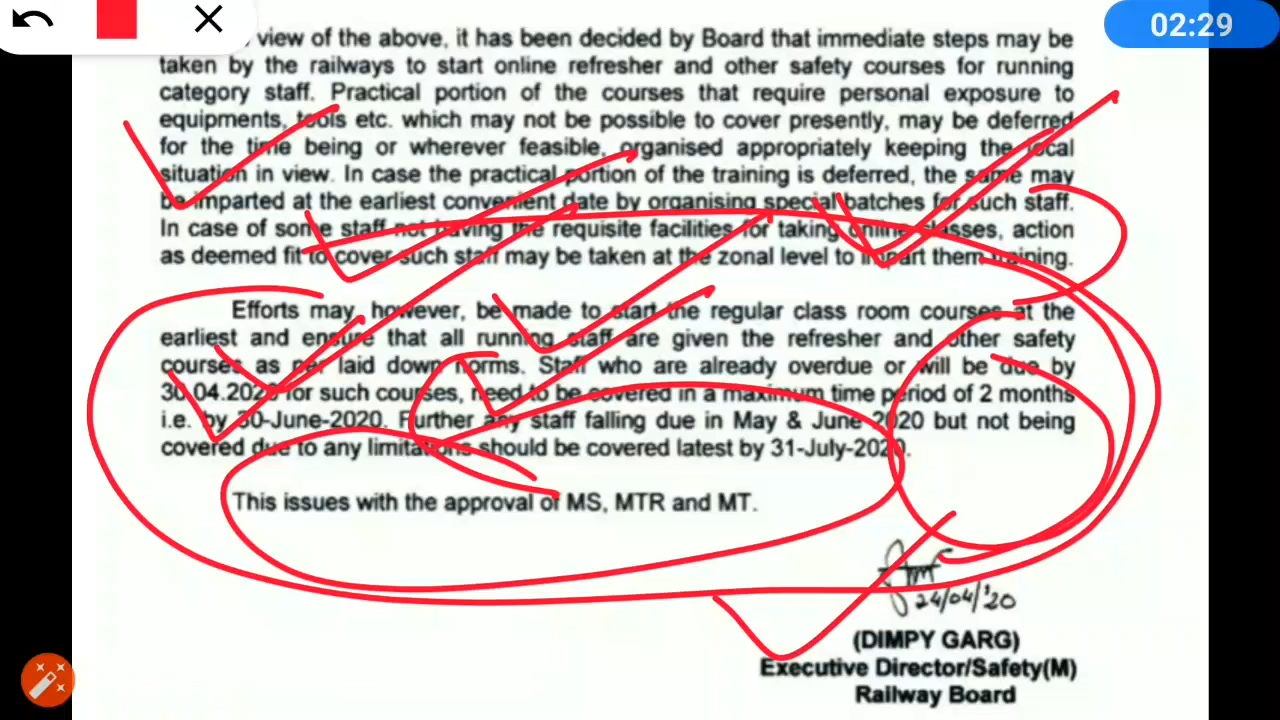 02:29
view of the above, it has been decided by Board that immediate steps may be
taken by the railways to start online refresher and other safety courses for running
category staff. Practical portion of the courses that require personal exposure to
equipments, tools etc. which may not be possible to cover presently, may be deferred
for the time being or wherever feasible, organised appropriately keeping the local
situation in view. In case the practical portion of the training is deferred, the same may
be imparted at the earliest convenient date by organising special batches for such staff.
In case of some staff not having the requisite facilities for taking online classes, action
as deemed fit to cover such staff may be taken at the zonal level to impart them training.
Efforts may, however, be made to start the regular class room courses at the
earliest and ensure that all running staff are given the refresher and other safety
courses as per laid down norms. Staff who are already overdue or will be due by
30.04.2020 for such courses, need to be covered in a maximum time period of 2 months
i.e. by 30-June-2020. Further any staff falling due in May & June 2020 but not being
covered due to any limitations should be covered latest by 31-July-2020.
This issues with the approval of MS, MTR and MT.
24/04/'20
(DIMPY GARG)
Executive Director/Safety(M)
Railway Board